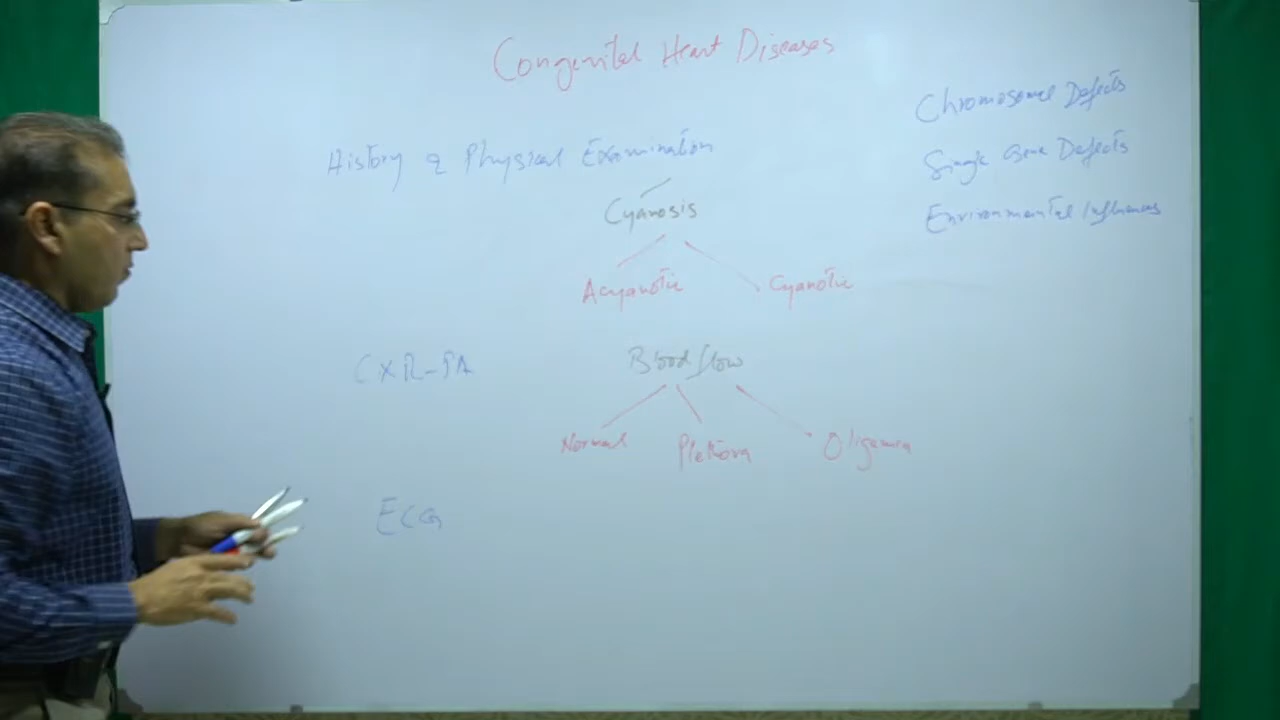 Congenital Heart Diseases
Chromosomal Defects
History & Physical Examination
Single Gene Defects
Cyanosis
Environmental Influences
Acyanotic Cyanotic
CXR-PA Blood flow
Normal Plethora Oligemea
ECG